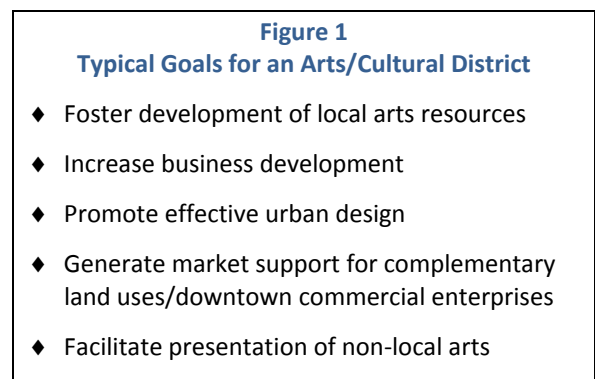 Figure 1
Typical Goals for an Arts/Cultural District
♦ Foster development of local arts resources
♦ Increase business development
♦ Promote effective urban design
♦ Generate market support for complementary
land uses/downtown commercial enterprises
♦ Facilitate presentation of non-local arts